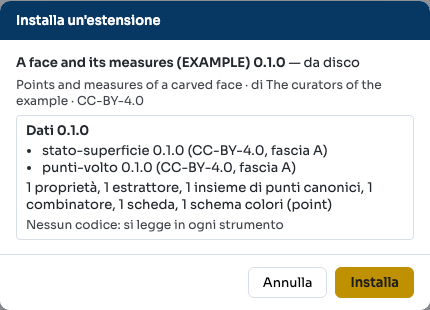 Installa un'estensione
A face and its measures (EXAMPLE) 0.1.0 — da disco
Points and measures of a carved face · di The curators of the
example · CC-BY-4.0
Dati 0.1.0
• stato-superficie 0.1.0 (CC-BY-4.0, fascia A)
• punti-volto 0.1.0 (CC-BY-4.0, fascia A)
1 proprietà, 1 estrattore, 1 insieme di punti canonici, 1
combinatore, 1 scheda, 1 schema colori (point)
Nessun codice: si legge in ogni strumento
Annulla
Installa